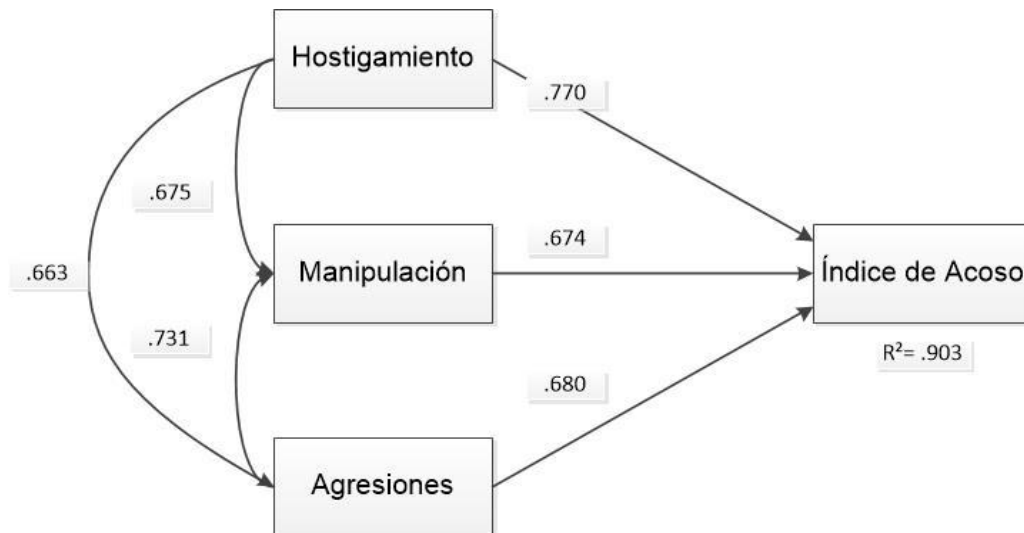 Hostigamiento
.770
.675
.674
Manipulación
Índice de Acoso
.663
.731
R²= .903
.680
Agresiones